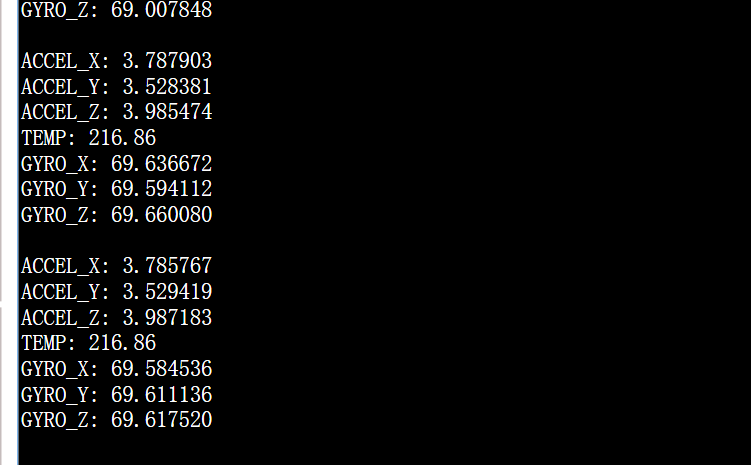 GYRO_Z: 69.007848
ACCEL_X: 3.787903
ACCEL_Y: 3.528381
ACCEL_Z: 3.985474
TEMP: 216.86
GYRO_X: 69.636672
GYRO_Y: 69.594112
GYRO_Z: 69.660080
ACCEL_X: 3.785767
ACCEL_Y: 3.529419
ACCEL_Z: 3.987183
TEMP: 216.86
GYRO_X: 69.584536
GYRO_Y: 69.611136
GYRO_Z: 69.617520